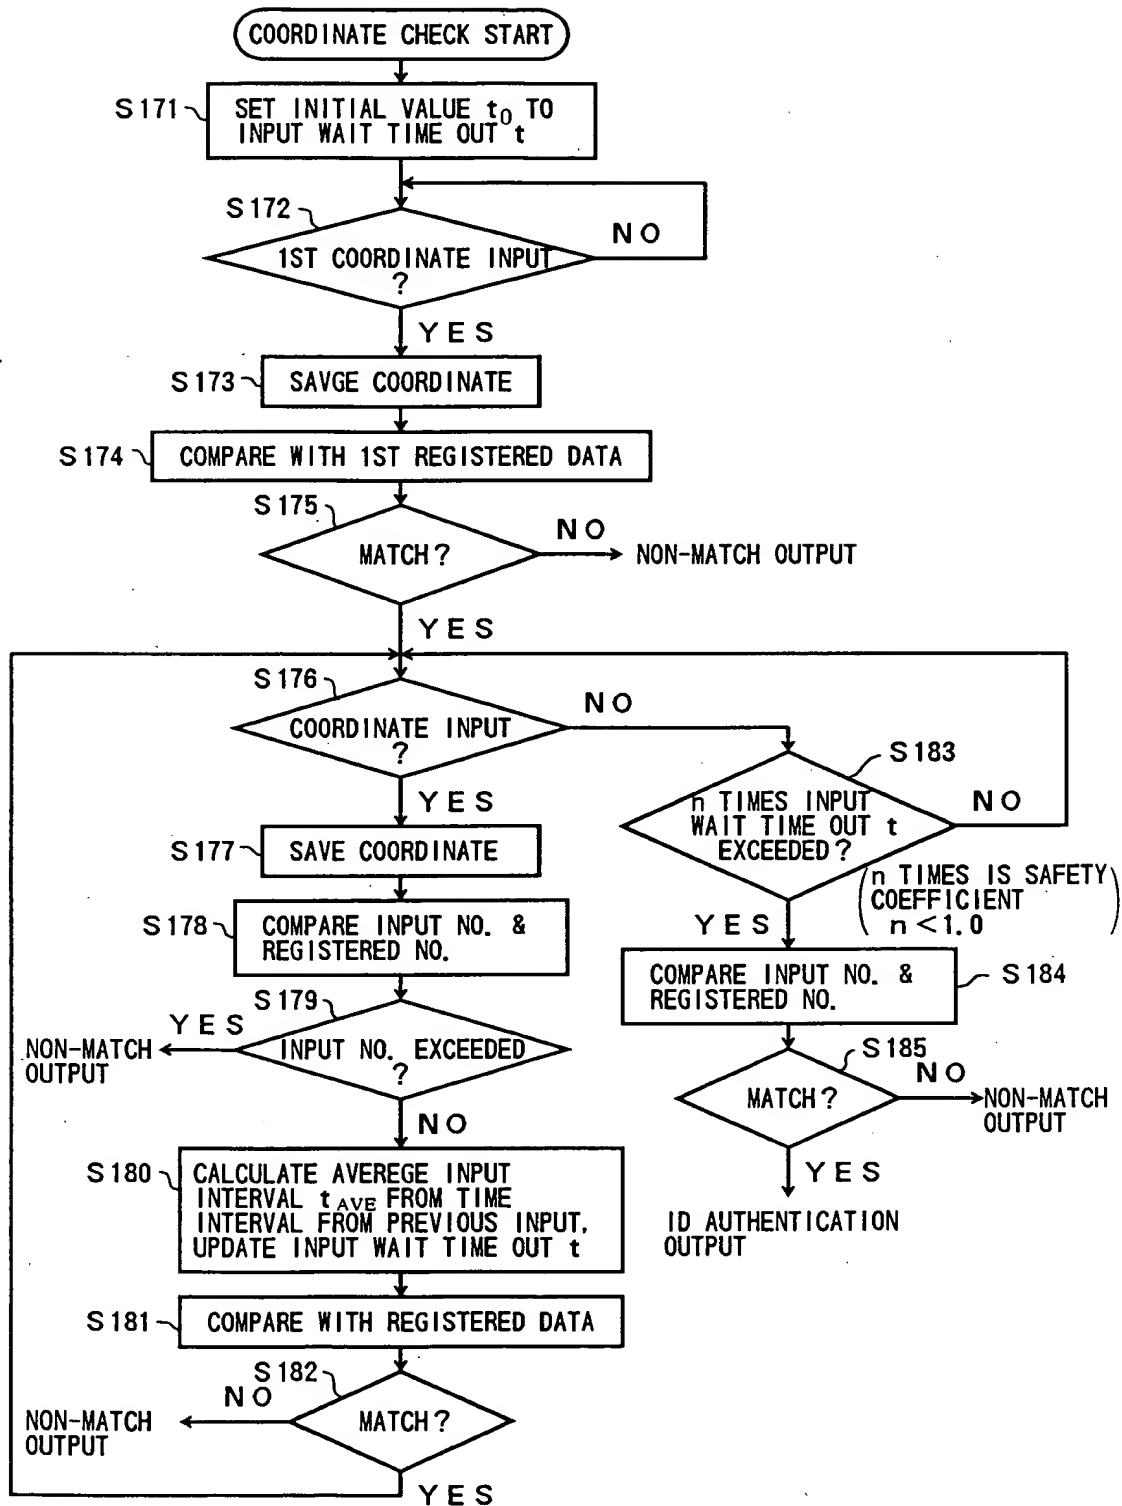 COORDINATE CHECK START
S171
SET INITIAL VALUE t0 TO
INPUT WAIT TIME OUT t
S172
1ST COORDINATE INPUT
?
NO
YES
S173
SAVGE COORDINATE
S174
COMPARE WITH 1ST REGISTERED DATA
S175
MATCH?
NO
NON-MATCH OUTPUT
YES
S176
COORDINATE INPUT
?
NO
YES
S177
SAVE COORDINATE
S178
COMPARE INPUT NO. &
REGISTERED NO.
S179
INPUT NO. EXCEEDED
?
YES
NON-MATCH
OUTPUT
NO
S180
CALCULATE AVEREGE INPUT
INTERVAL tAVE FROM TIME
INTERVAL FROM PREVIOUS INPUT,
UPDATE INPUT WAIT TIME OUT t
S181
COMPARE WITH REGISTERED DATA
S182
MATCH?
NO
NON-MATCH
OUTPUT
YES
S183
n TIMES INPUT
WAIT TIME OUT t
EXCEEDED?
NO
(n TIMES IS SAFETY
COEFFICIENT
n<1.0)
YES
S184
COMPARE INPUT NO. &
REGISTERED NO.
S185
MATCH?
NO
NON-MATCH
OUTPUT
YES
ID AUTHENTICATION
OUTPUT